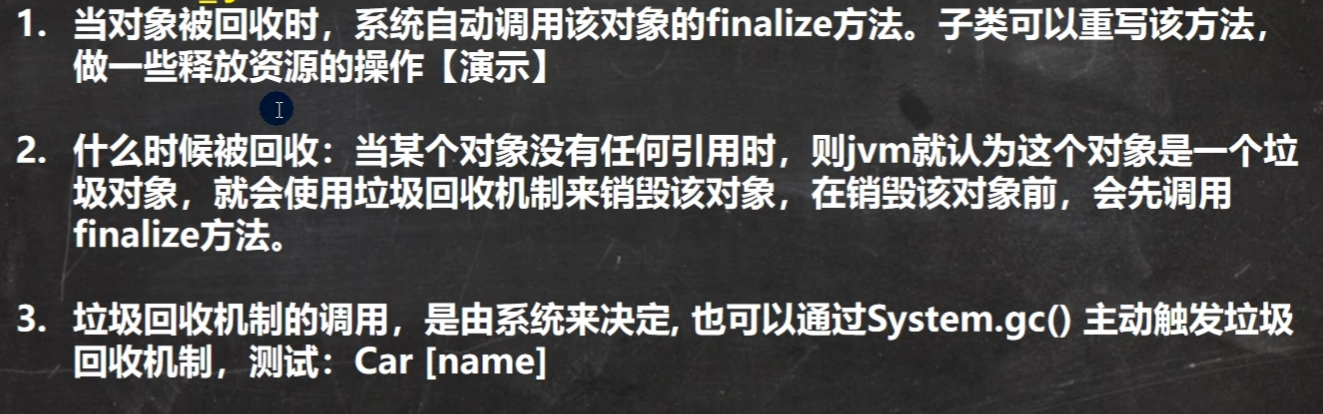 1. 当对象被回收时，系统自动调用该对象的finalize方法。子类可以重写该方法，
做一些释放资源的操作【演示】
2. 什么时候被回收：当某个对象没有任何引用时，则jvm就认为这个对象是一个垃
圾对象，就会使用垃圾回收机制来销毁该对象，在销毁该对象前，会先调用
finalize方法。
3. 垃圾回收机制的调用，是由系统来决定, 也可以通过System.gc() 主动触发垃圾
回收机制，测试：Car [name]